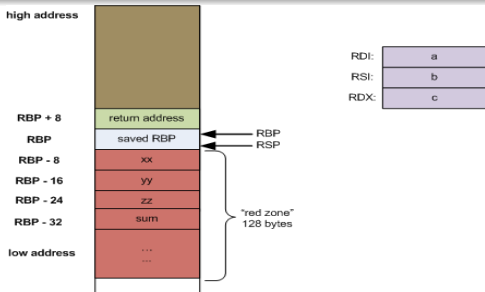 high address
RDI: a
RSI: b
RDX: c
RBP + 8 return address
RBP saved RBP RBP
RSP
RBP - 8 xx
RBP - 16 yy
RBP - 24 zz
RBP - 32 sum
"red zone"
128 bytes
low address ...
...